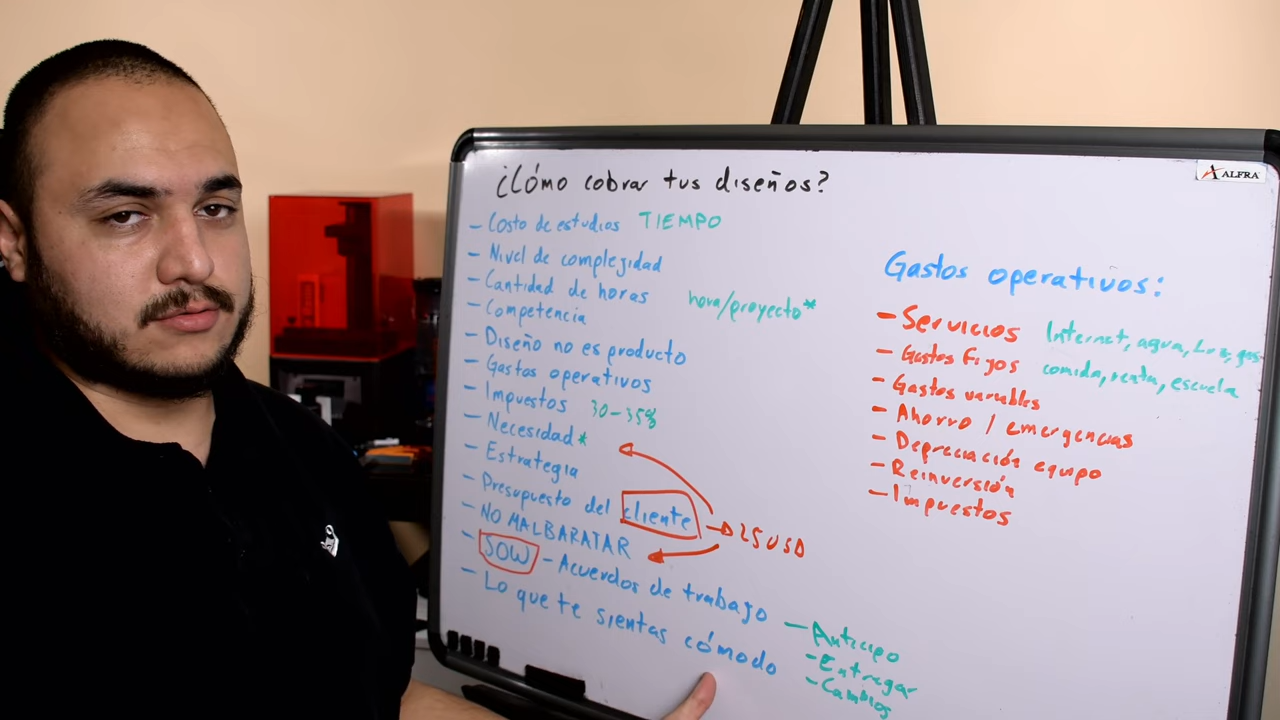 ¿Cómo cobrar tus diseños?
- Costo de estudios TIEMPO
- Nivel de complejidad
- Cantidad de horas hora/proyecto*
- Competencia
- Diseño no es producto
- Gastos operativos
- Impuestos 30-35%
- Necesidad*
- Estrategia
- Presupuesto del cliente → 25 USD
- NO MALBARATAR
- SOW - Acuerdos de trabajo
- Lo que te sientas cómodo
- Anticipo
- Entregar
- Cambios
ALFRA
Gastos operativos:
- Servicios Internet, agua, Luz, gas
- Gastos fijos comida, renta, escuela
- Gastos variables
- Ahorro / emergencias
- Depreciación equipo
- Reinversión
- Impuestos